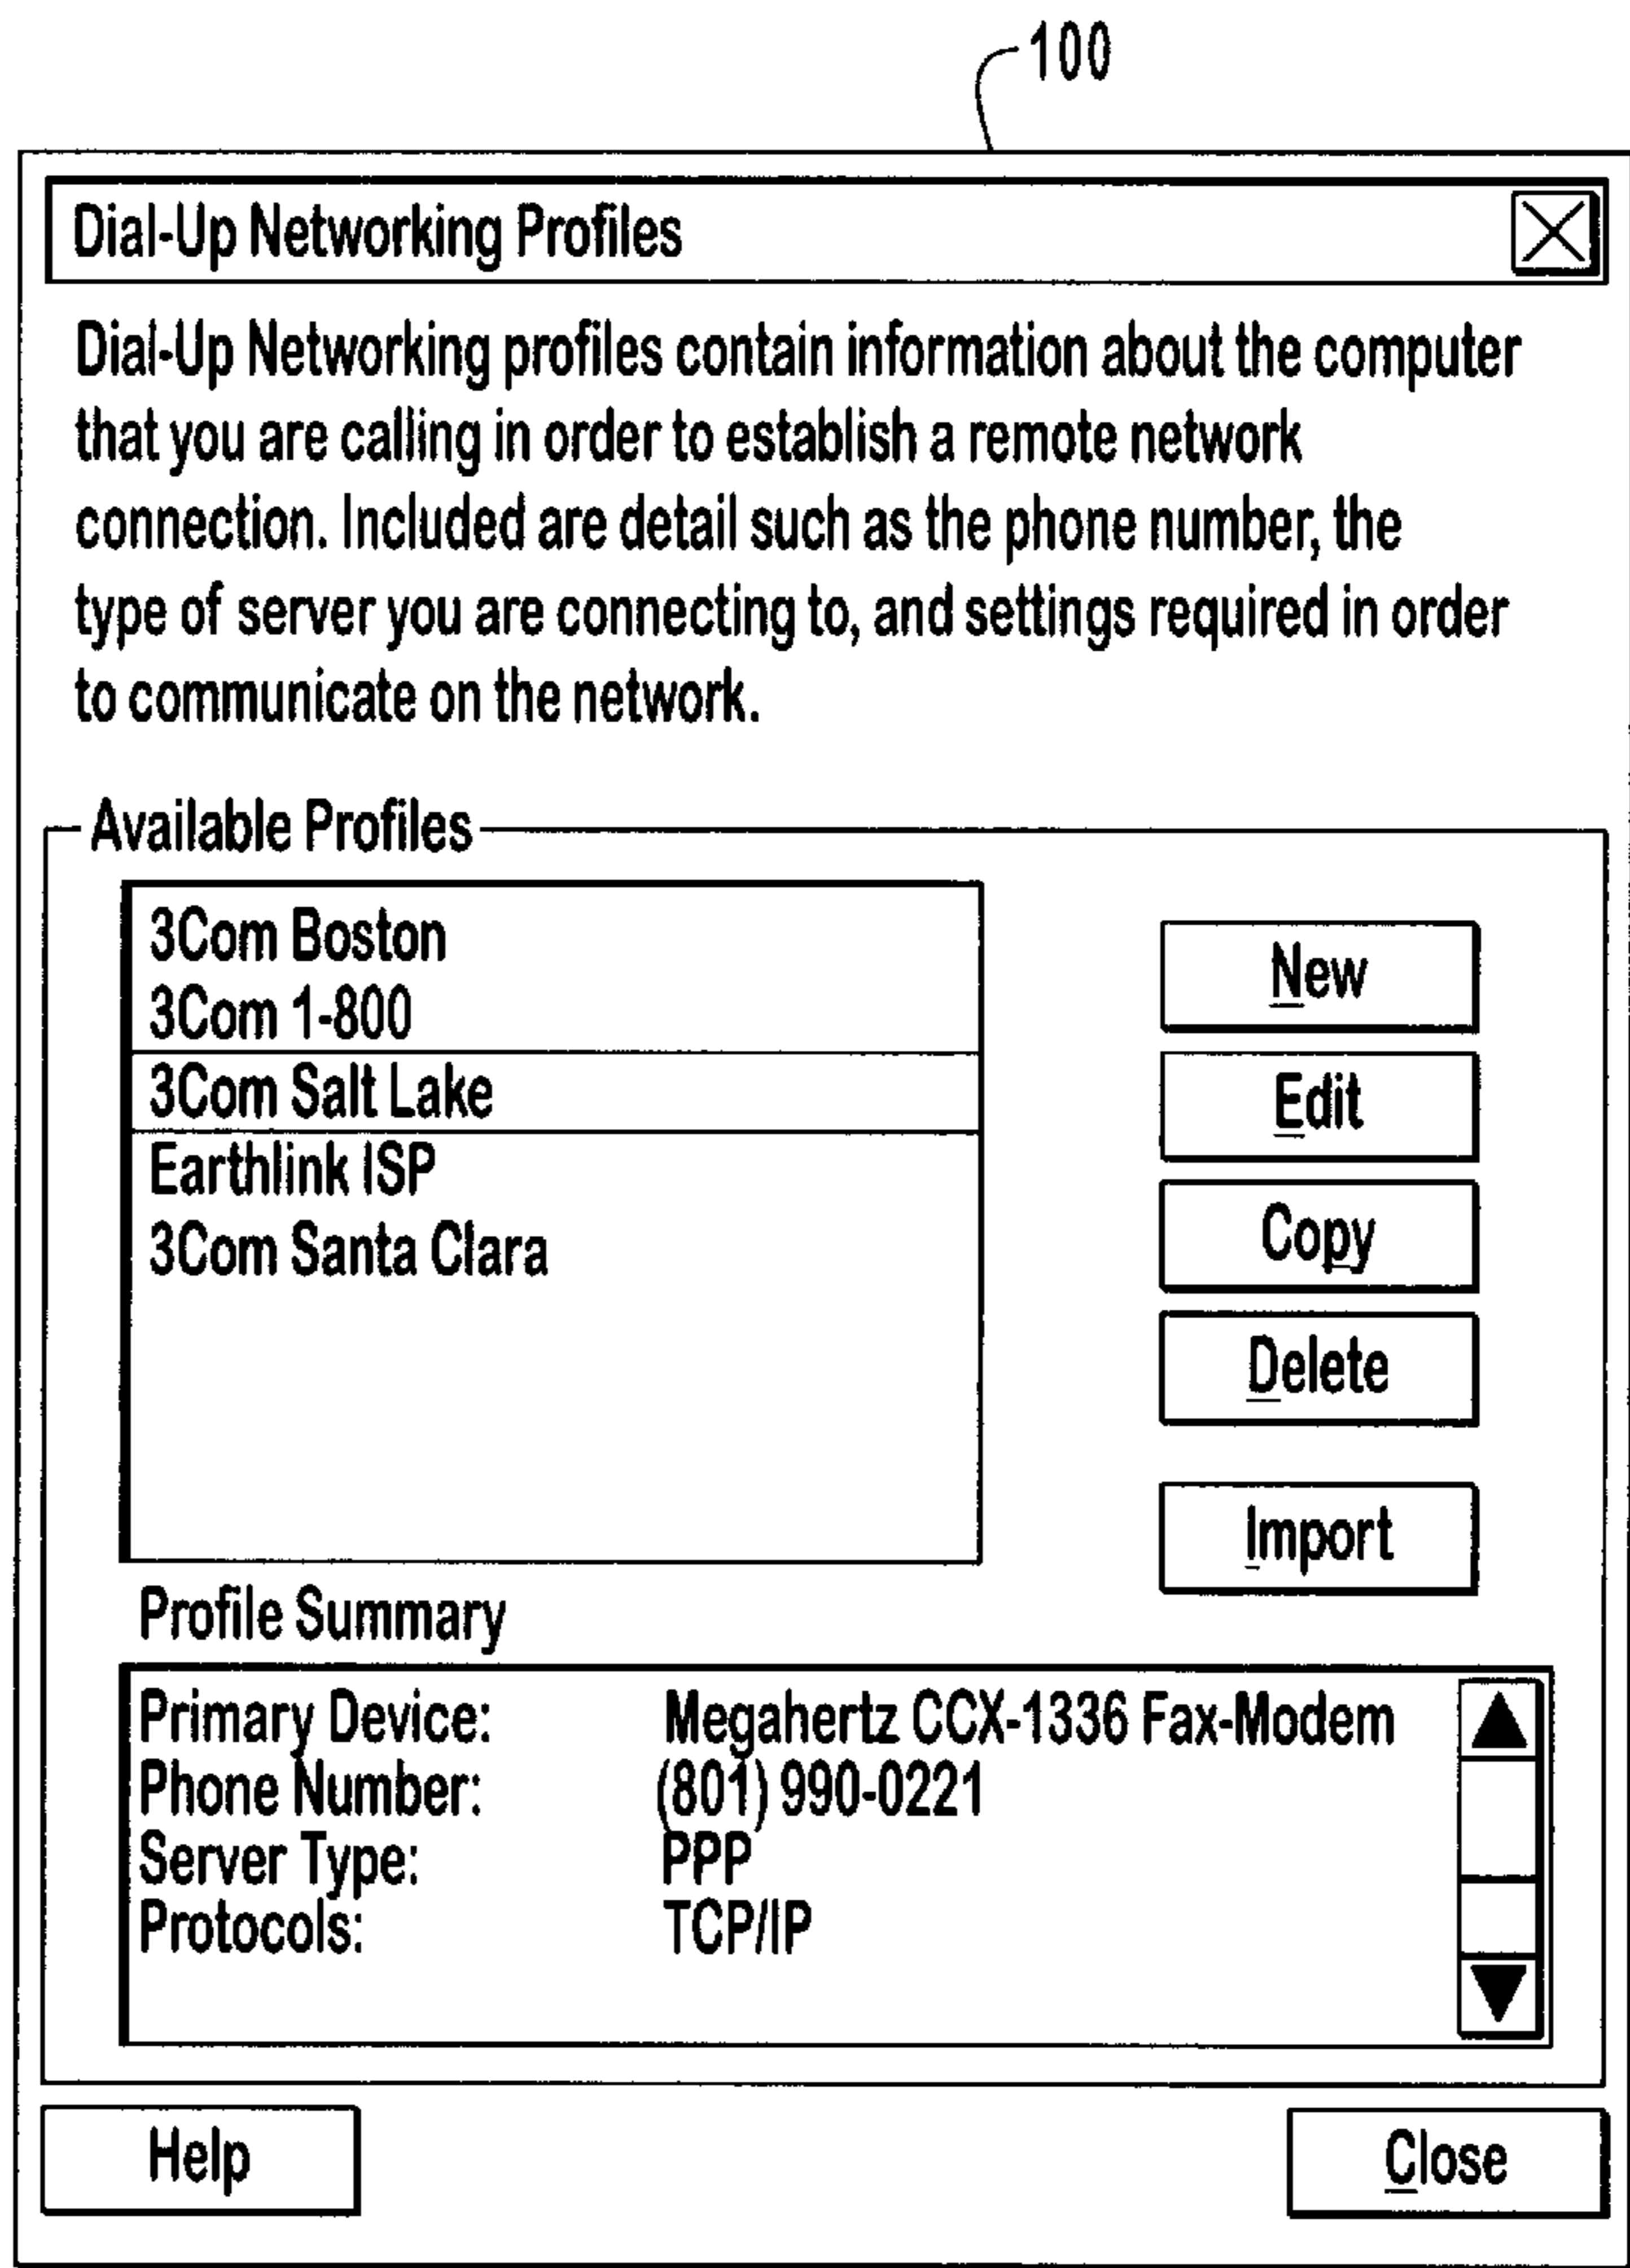 100
Dial-Up Networking Profiles
Dial-Up Networking profiles contain information about the computer
that you are calling in order to establish a remote network
connection. Included are detail such as the phone number, the
type of server you are connecting to, and settings required in order
to communicate on the network.
Available Profiles
3Com Boston
3Com 1-800
3Com Salt Lake
Earthlink ISP
3Com Santa Clara
New
Edit
Copy
Delete
Import
Profile Summary
Primary Device: Megahertz CCX-1336 Fax-Modem
Phone Number: (801) 990-0221
Server Type: PPP
Protocols: TCP/IP
Help
Close